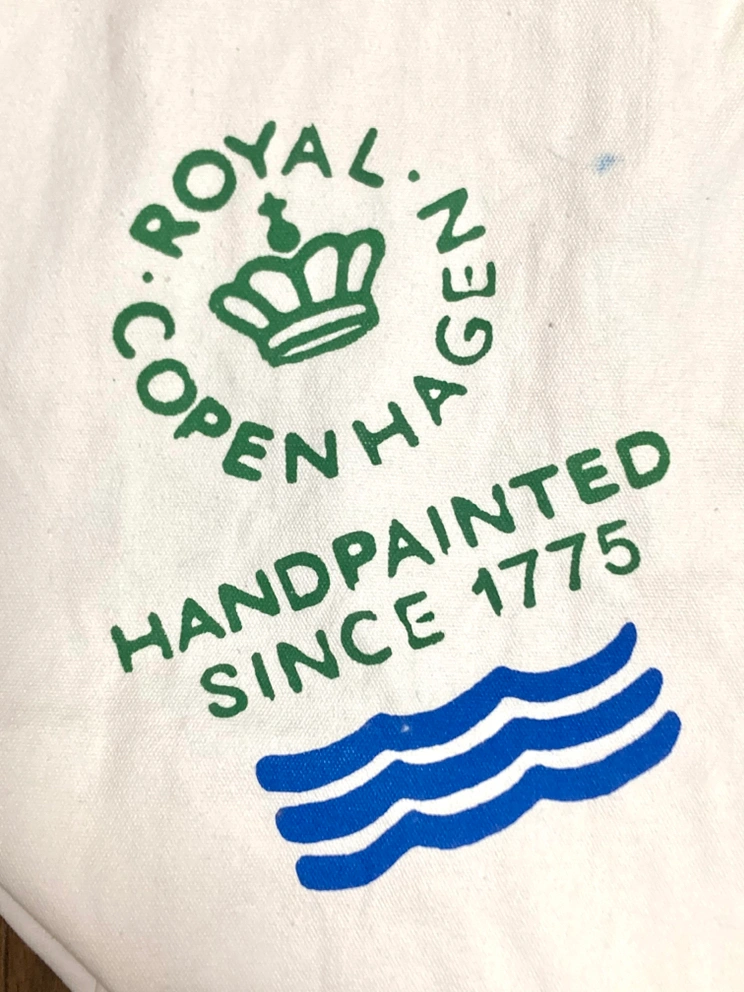 ROYAL · COPENHAGEN ·
HANDPAINTED
SINCE 1775